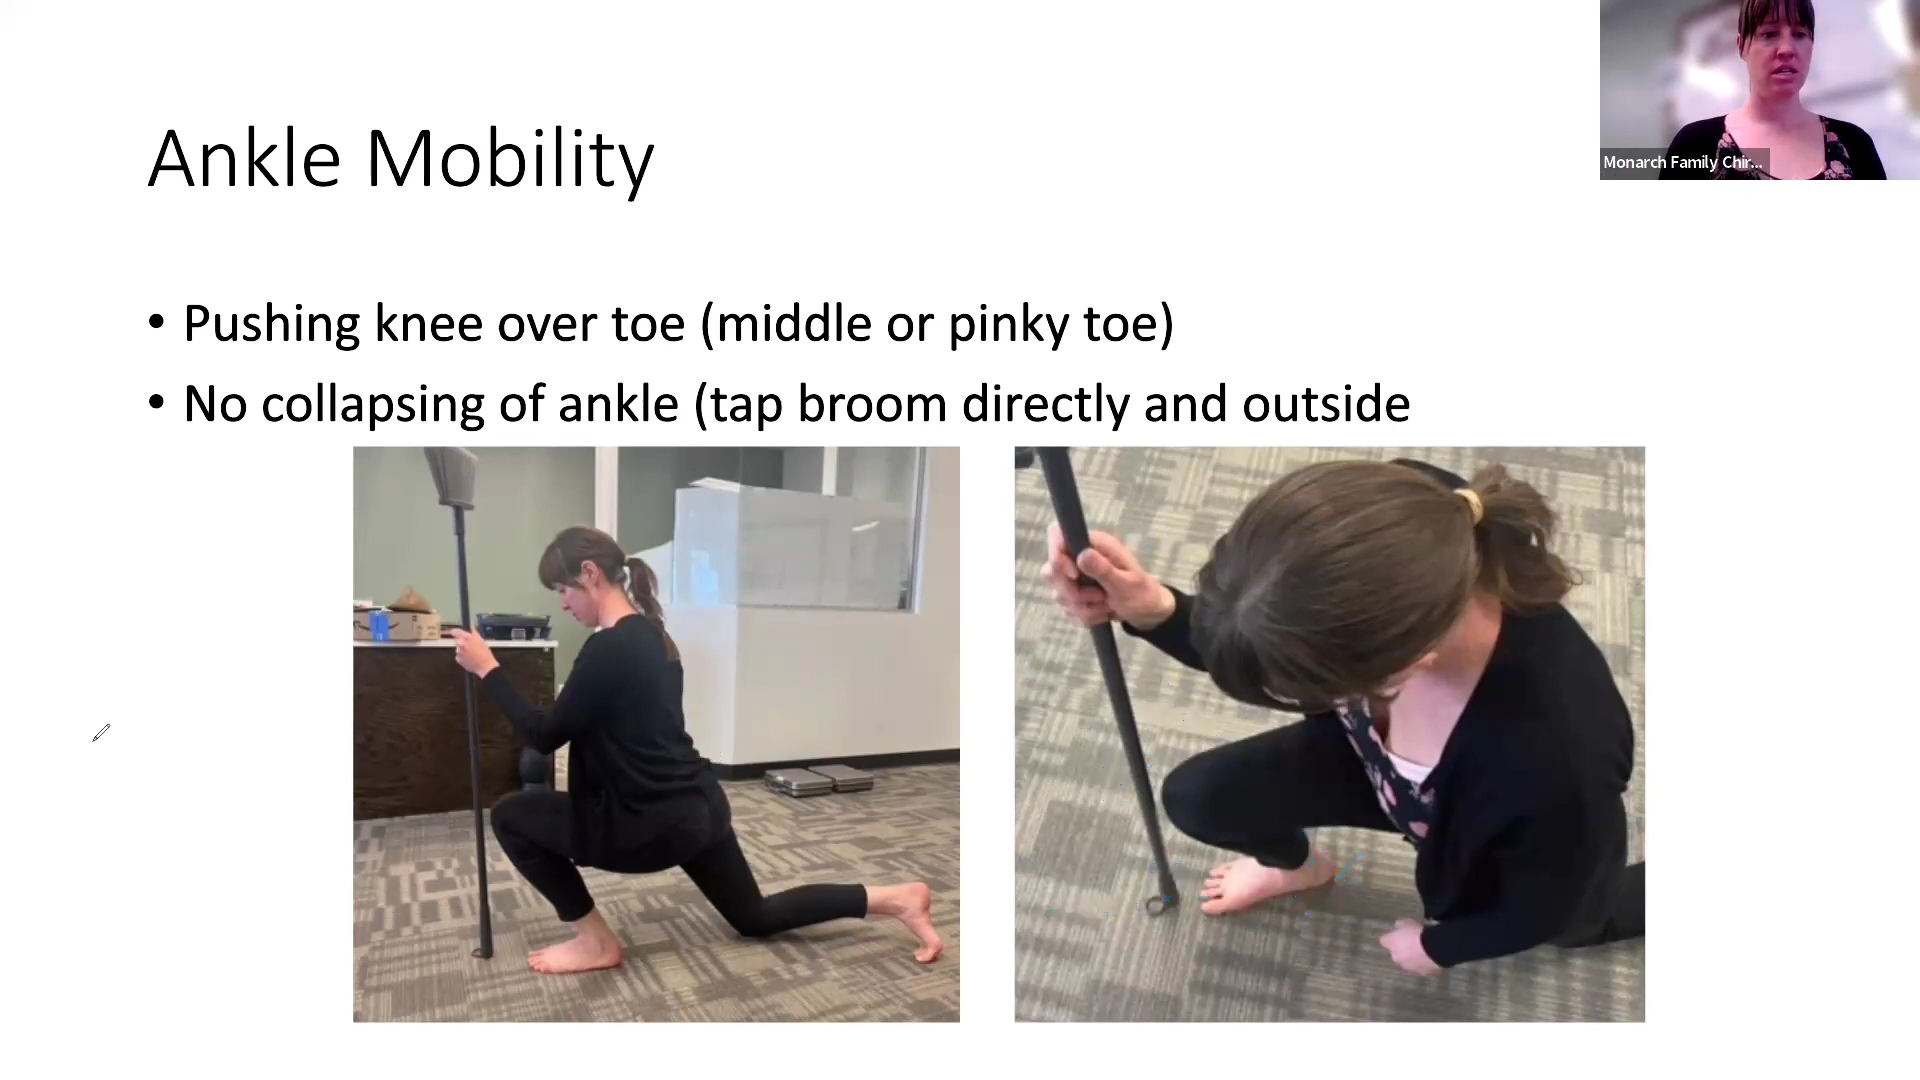 Monarch Family Chir...
Ankle Mobility
• Pushing knee over toe (middle or pinky toe)
• No collapsing of ankle (tap broom directly and outside